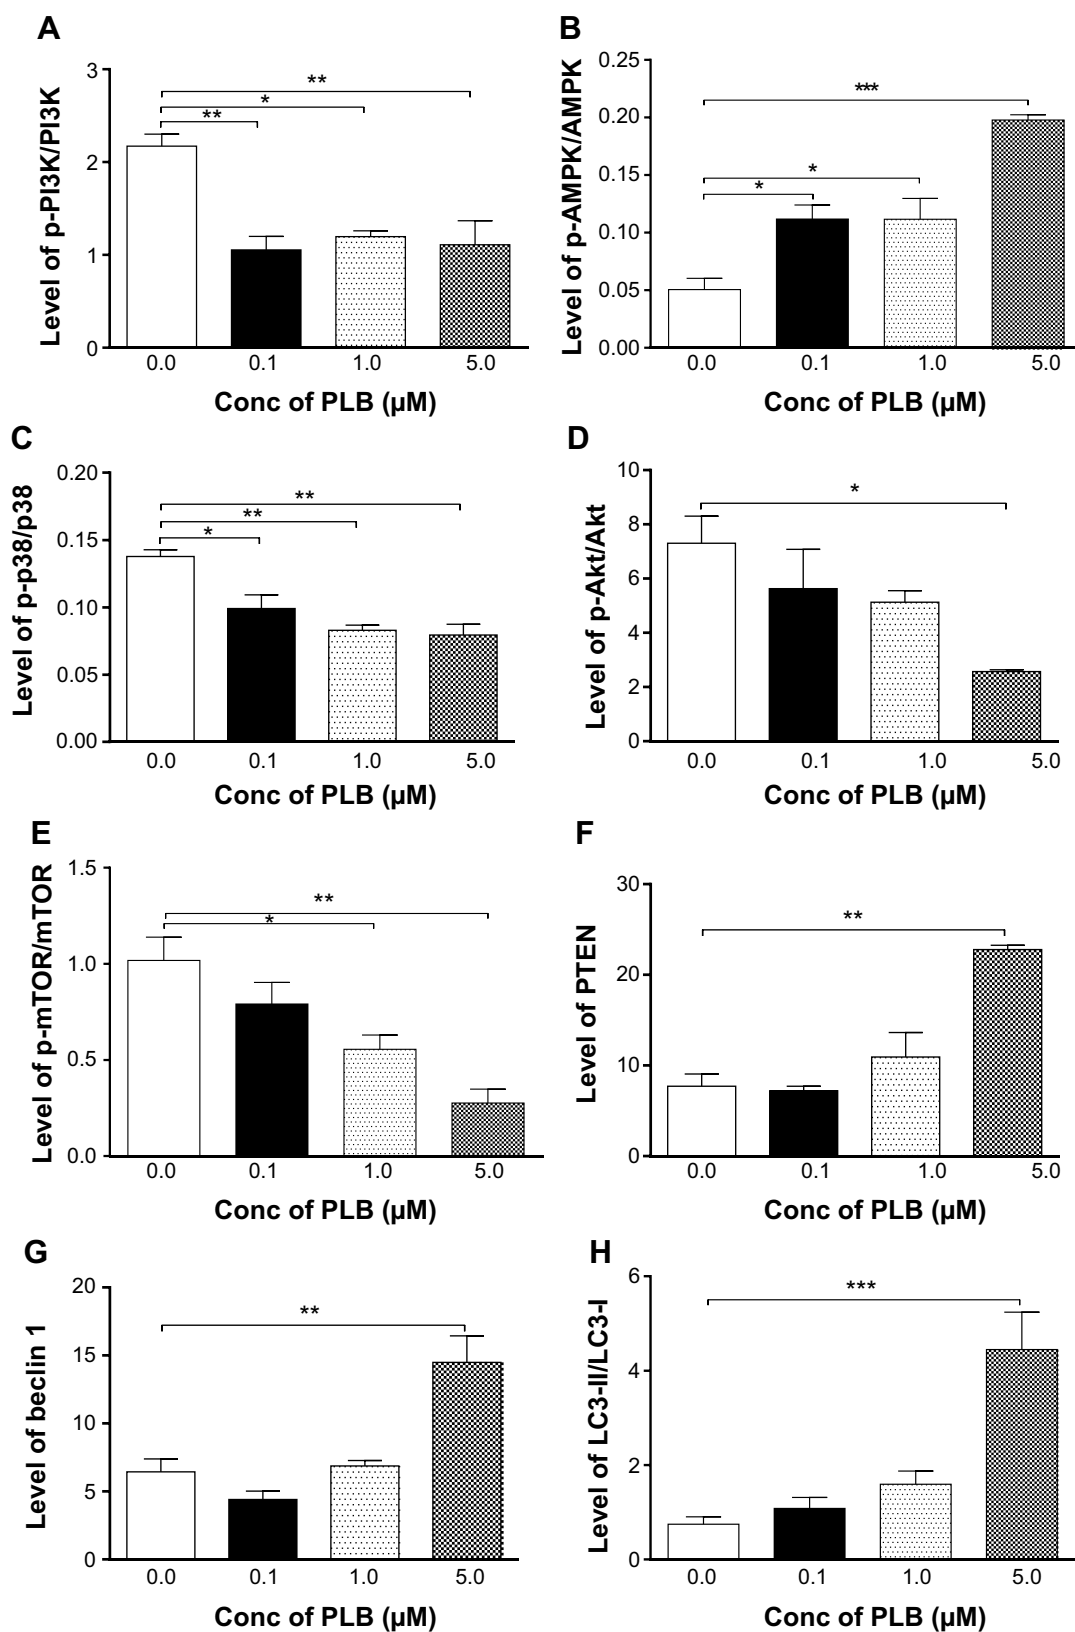 A
Level of p-PI3K/PI3K
3
2
1
0
**
*
**
0.0 0.1 1.0 5.0
Conc of PLB (µM)
B
Level of p-AMPK/AMPK
0.25
0.20
0.15
0.10
0.05
0.00
***
*
*
0.0 0.1 1.0 5.0
Conc of PLB (µM)
C
Level of p-p38/p38
0.20
0.15
0.10
0.05
0.00
**
**
*
0.0 0.1 1.0 5.0
Conc of PLB (µM)
D
Level of p-Akt/Akt
10
8
6
4
2
0
*
0.0 0.1 1.0 5.0
Conc of PLB (µM)
E
Level of p-mTOR/mTOR
1.5
1.0
0.5
0.0
**
*
0.0 0.1 1.0 5.0
Conc of PLB (µM)
F
Level of PTEN
30
20
10
0
**
0.0 0.1 1.0 5.0
Conc of PLB (µM)
G
Level of beclin 1
20
15
10
5
0
**
0.0 0.1 1.0 5.0
Conc of PLB (µM)
H
Level of LC3-II/LC3-I
6
4
2
0
***
0.0 0.1 1.0 5.0
Conc of PLB (µM)